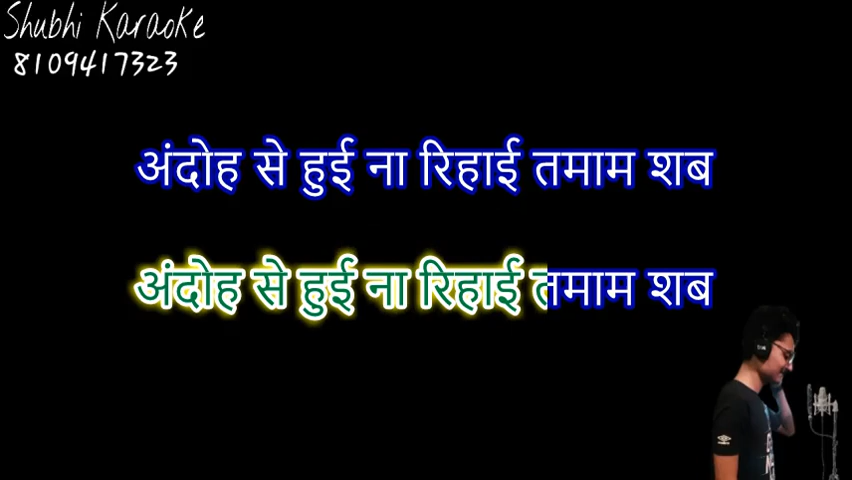 Shubhi Karaoke
8109417323
अंदोह से हुई ना रिहाई तमाम शब
अंदोह से हुई ना रिहाई तमाम शब